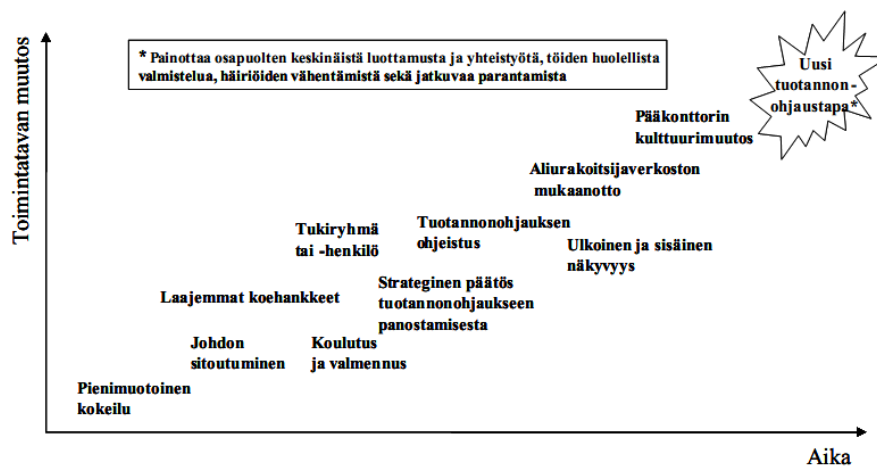 Toimintatavan muutos
* Painottaa osapuolten keskinäistä luottamusta ja yhteistyötä, töiden huolellista
valmistelua, häiriöiden vähentämistä sekä jatkuvaa parantamista
Uusi
tuotannon-
ohjaustapa*
Pääkonttorin
kulttuurimuutos
Aliurakoitsijaverkoston
mukaanotto
Tukiryhmä
tai -henkilö
Tuotannonohjauksen
ohjeistus
Ulkoinen ja sisäinen
näkyvyys
Laajemmat koehankkeet
Strateginen päätös
tuotannonohjaukseen
panostamisesta
Johdon
sitoutuminen
Koulutus
ja valmennus
Pienimuotoinen
kokeilu
Aika